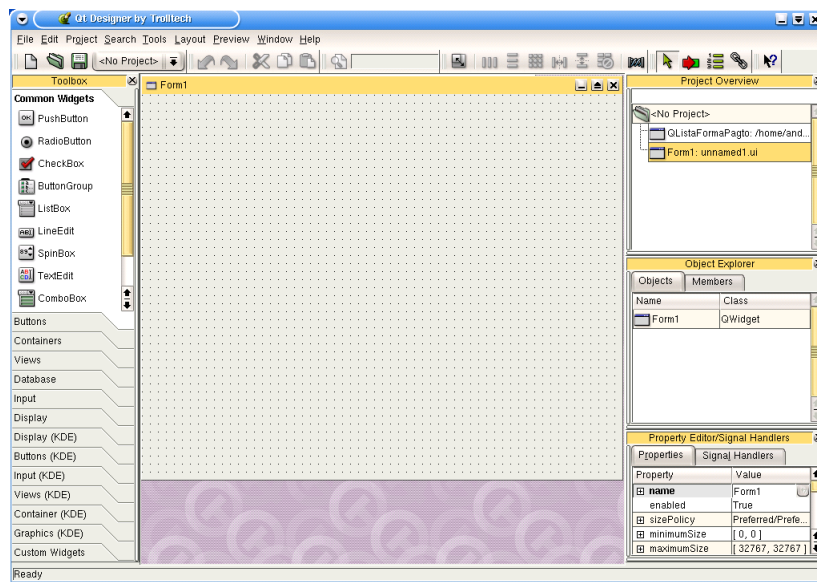 Qt Designer by Trolltech
File Edit Project Search Tools Layout Preview Window Help
<No Project>
Toolbox
Common Widgets
OK PushButton
RadioButton
CheckBox
ButtonGroup
ListBox
LineEdit
SpinBox
TextEdit
ComboBox
Buttons
Containers
Views
Database
Input
Display
Display (KDE)
Buttons (KDE)
Input (KDE)
Views (KDE)
Container (KDE)
Graphics (KDE)
Custom Widgets
Form1
Project Overview
<No Project>
QListaFormaPagto: /home/and...
Form1: unnamed1.ui
Object Explorer
Objects Members
Name Class
Form1 QWidget
Property Editor/Signal Handlers
Properties Signal Handlers
Property Value
name Form1
enabled True
sizePolicy Preferred/Prefe...
minimumSize [ 0, 0 ]
maximumSize [ 32767, 32767 ]
Ready